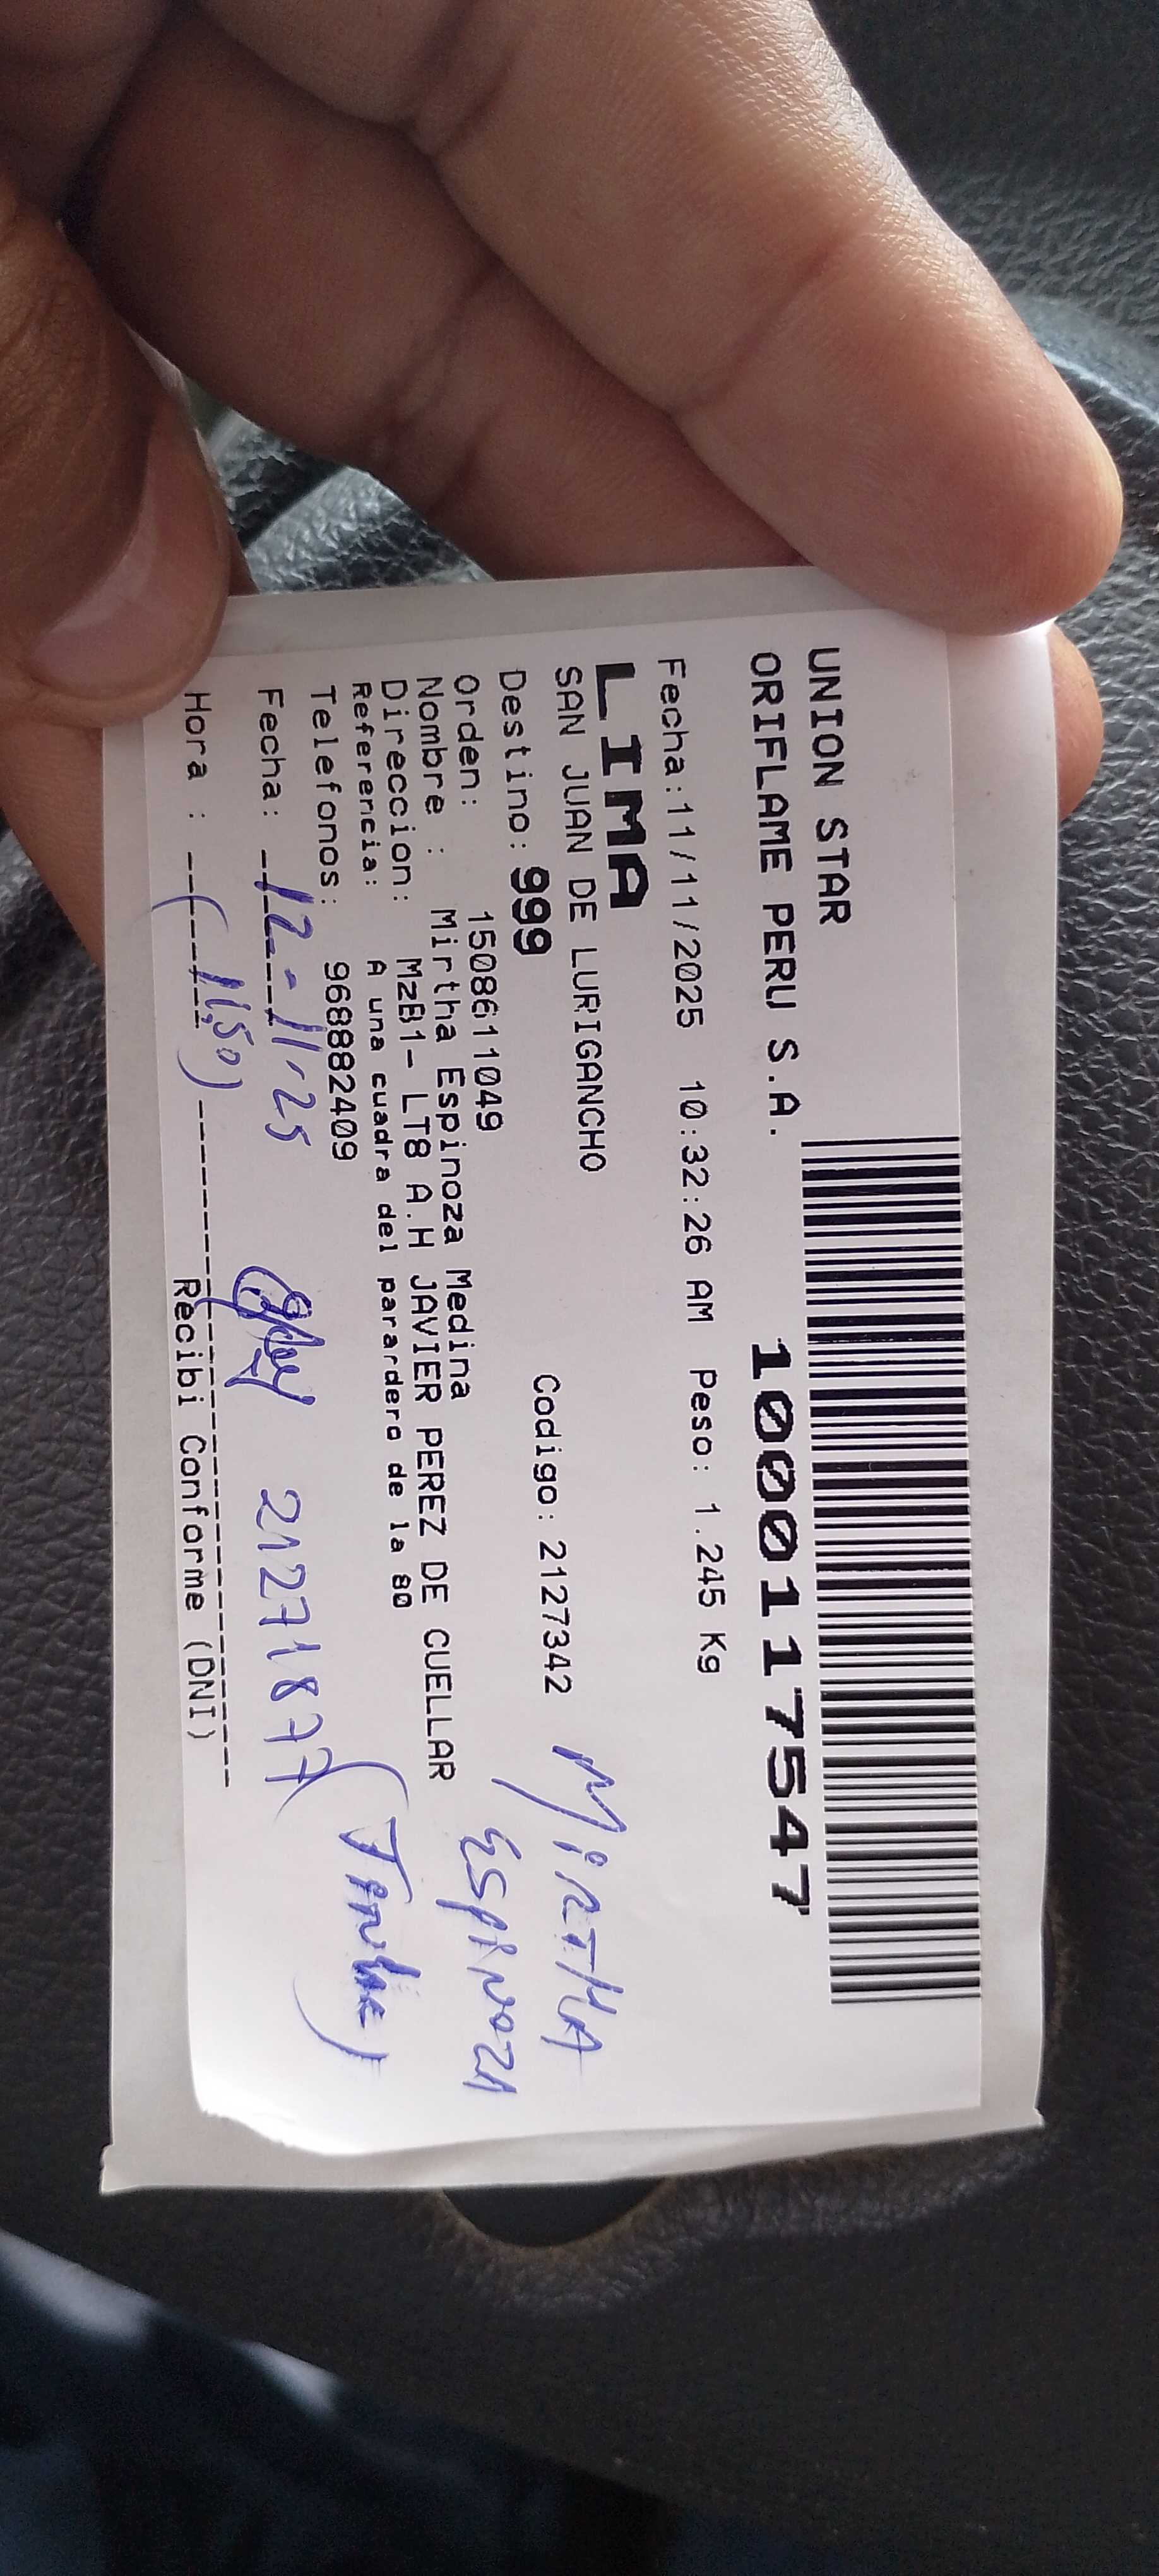 UNION STAR
ORIFLAME PERU S.A.
10001117547
Fecha:11/11/2025 10:32:26 AM Peso: 1.245 Kg
LIMA
SAN JUAN DE LURIGANCHO
Destino: 999 Codigo: 2127342
MiRTHA
Orden: 1508611049
ESPiNOZA
Nombre : Mirtha Espinoza Medina
Direccion: MzB1- LT8 A.H JAVIER PEREZ DE CUELLAR
Referencia: A una cuadra del parardero de la 80
Telefonos: 968882409
Fecha: 12-11-25 21271877
Hora : (11,50)
Recibi Conforme (DNI)